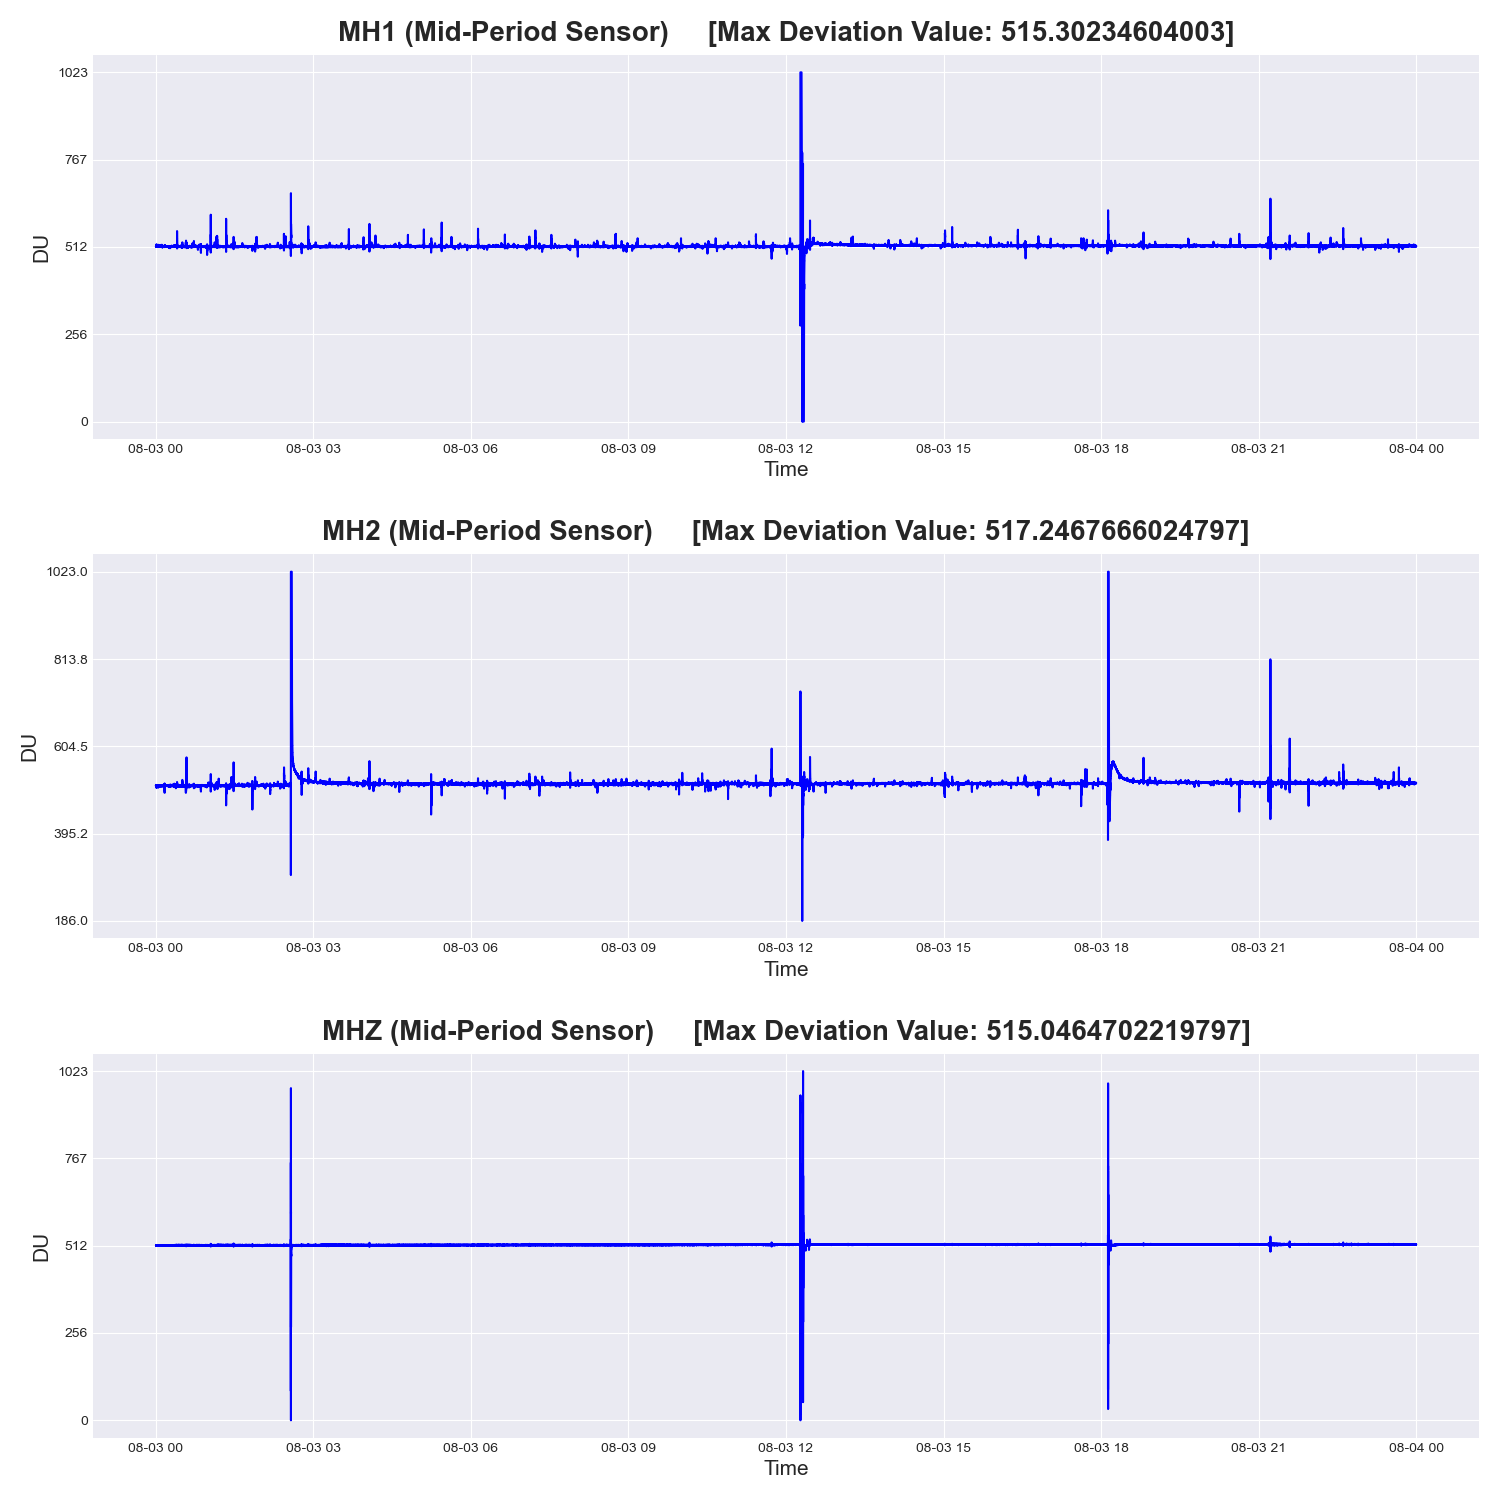 MH1 (Mid-Period Sensor) [Max Deviation Value: 515.30234604003]
1023
767
512
256
0
DU
08-03 00 08-03 03 08-03 06 08-03 09 08-03 12 08-03 15 08-03 18 08-03 21 08-04 00
Time
MH2 (Mid-Period Sensor) [Max Deviation Value: 517.2467666024797]
1023.0
813.8
604.5
395.2
186.0
DU
08-03 00 08-03 03 08-03 06 08-03 09 08-03 12 08-03 15 08-03 18 08-03 21 08-04 00
Time
MHZ (Mid-Period Sensor) [Max Deviation Value: 515.0464702219797]
1023
767
512
256
0
DU
08-03 00 08-03 03 08-03 06 08-03 09 08-03 12 08-03 15 08-03 18 08-03 21 08-04 00
Time